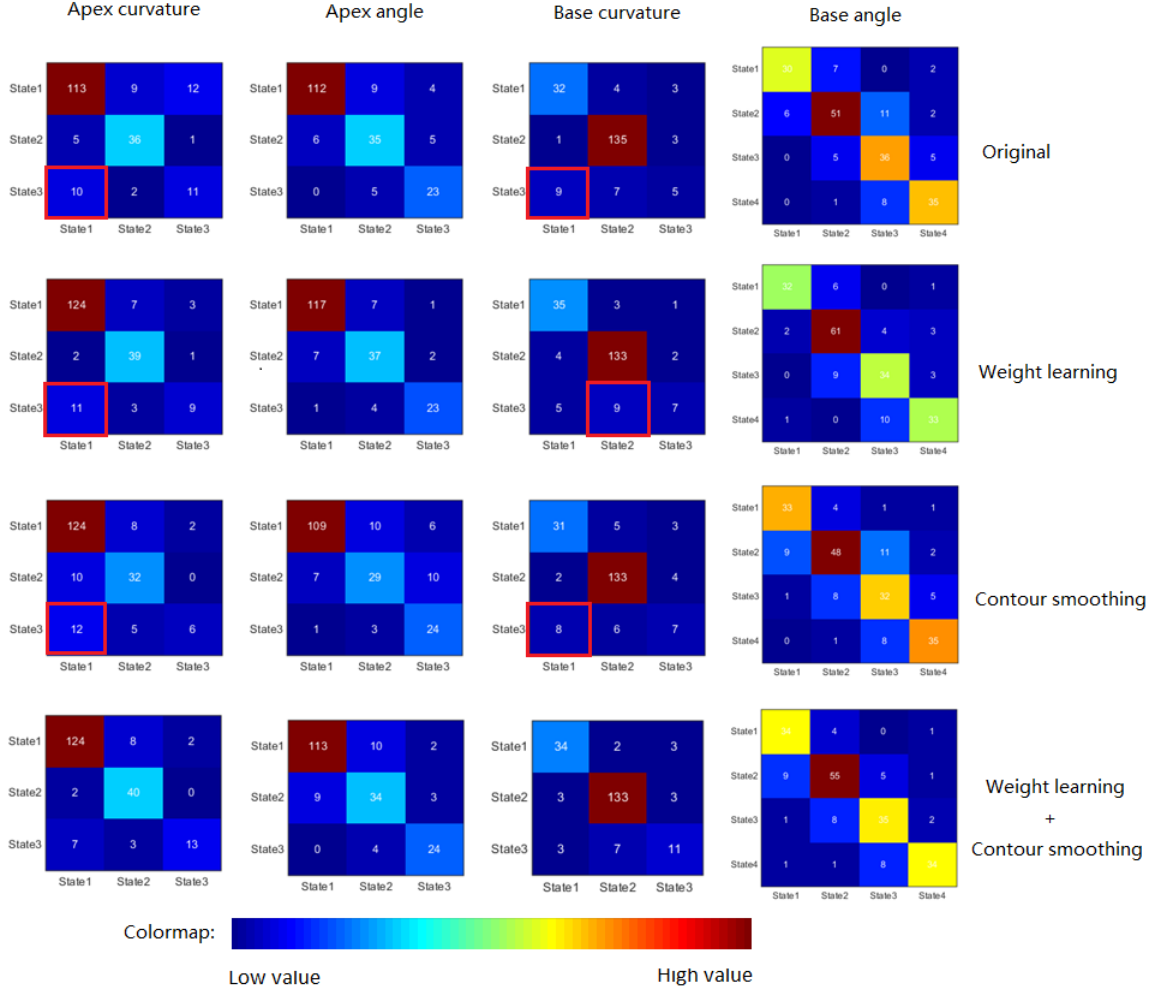 Apex curvature Apex angle Base curvature Base angle
State1 113 9 12 State1 112 9 4 State1 32 4 3 State1 30 7 0 2
State2 5 36 1 State2 6 35 5 State2 1 135 3 State2 6 51 11 2
State3 10 2 11 State3 0 5 23 State3 9 7 5 State3 0 5 36 5
State4 0 1 8 35
State1 State2 State3 State1 State2 State3 State1 State2 State3 State1 State2 State3 State4
Original
State1 124 7 3 State1 117 7 1 State1 35 3 1 State1 32 6 0 1
State2 2 39 1 State2 7 37 2 State2 4 133 2 State2 2 61 4 3
State3 11 3 9 State3 1 4 23 State3 5 9 7 State3 0 9 34 3
State4 1 0 10 33
State1 State2 State3 State1 State2 State3 State1 State2 State3 State1 State2 State3 State4
Weight learning
State1 124 8 2 State1 109 10 6 State1 31 5 3 State1 33 4 1 1
State2 10 32 0 State2 7 29 10 State2 2 133 4 State2 9 48 11 2
State3 12 5 6 State3 1 3 24 State3 8 6 7 State3 1 8 32 5
State4 0 1 8 35
State1 State2 State3 State1 State2 State3 State1 State2 State3 State1 State2 State3 State4
Contour smoothing
State1 124 8 2 State1 113 10 2 State1 34 2 3 State1 34 4 0 1
State2 2 40 0 State2 9 34 3 State2 3 133 3 State2 9 55 5 1
State3 7 3 13 State3 0 4 24 State3 3 7 11 State3 1 8 35 2
State4 1 1 8 34
State1 State2 State3 State1 State2 State3 State1 State2 State3 State1 State2 State3 State4
Weight learning
+
Contour smoothing
Colormap:
Low value High value